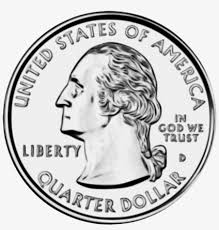 UNITED STATES OF AMERICA
LIBERTY
IN
GOD WE
TRUST
D
QUARTER DOLLAR